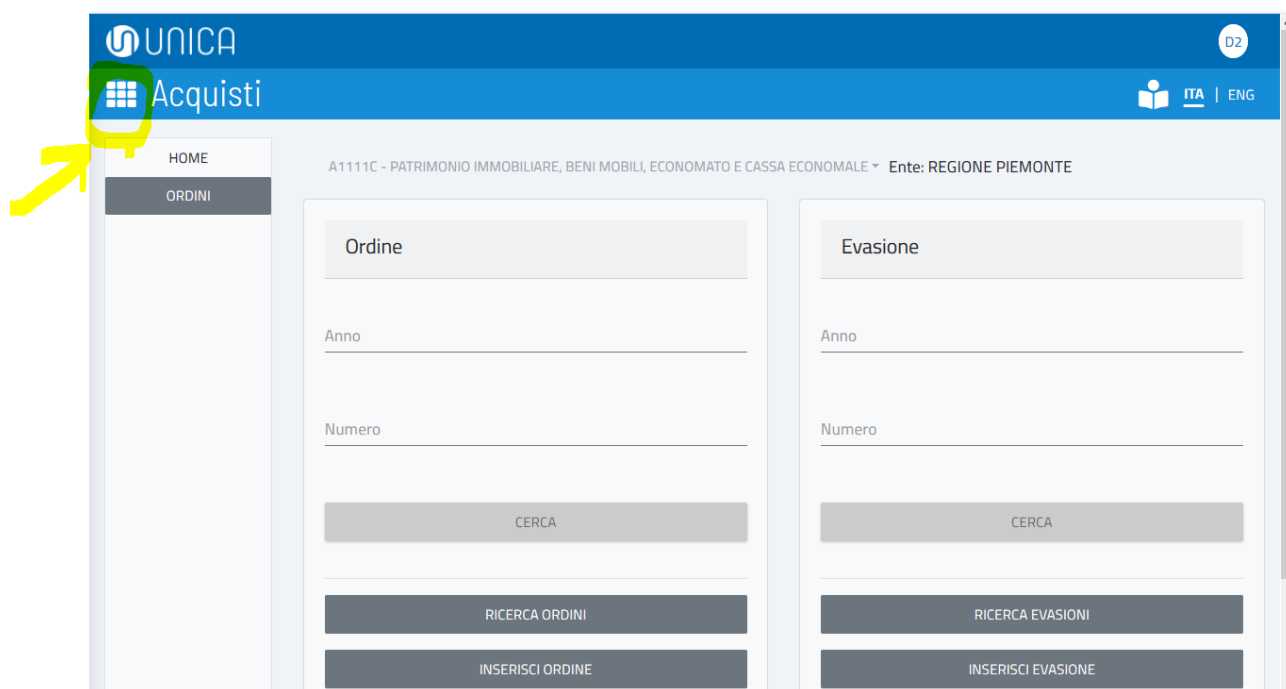 UNICA
D2
Acquisti
ITA | ENG
HOME
ORDINI
A1111C - PATRIMONIO IMMOBILIARE, BENI MOBILI, ECONOMATO E CASSA ECONOMALE Ente: REGIONE PIEMONTE
Ordine
Anno
Numero
CERCA
RICERCA ORDINI
INSERISCI ORDINE
Evasione
Anno
Numero
CERCA
RICERCA EVASIONI
INSERISCI EVASIONE